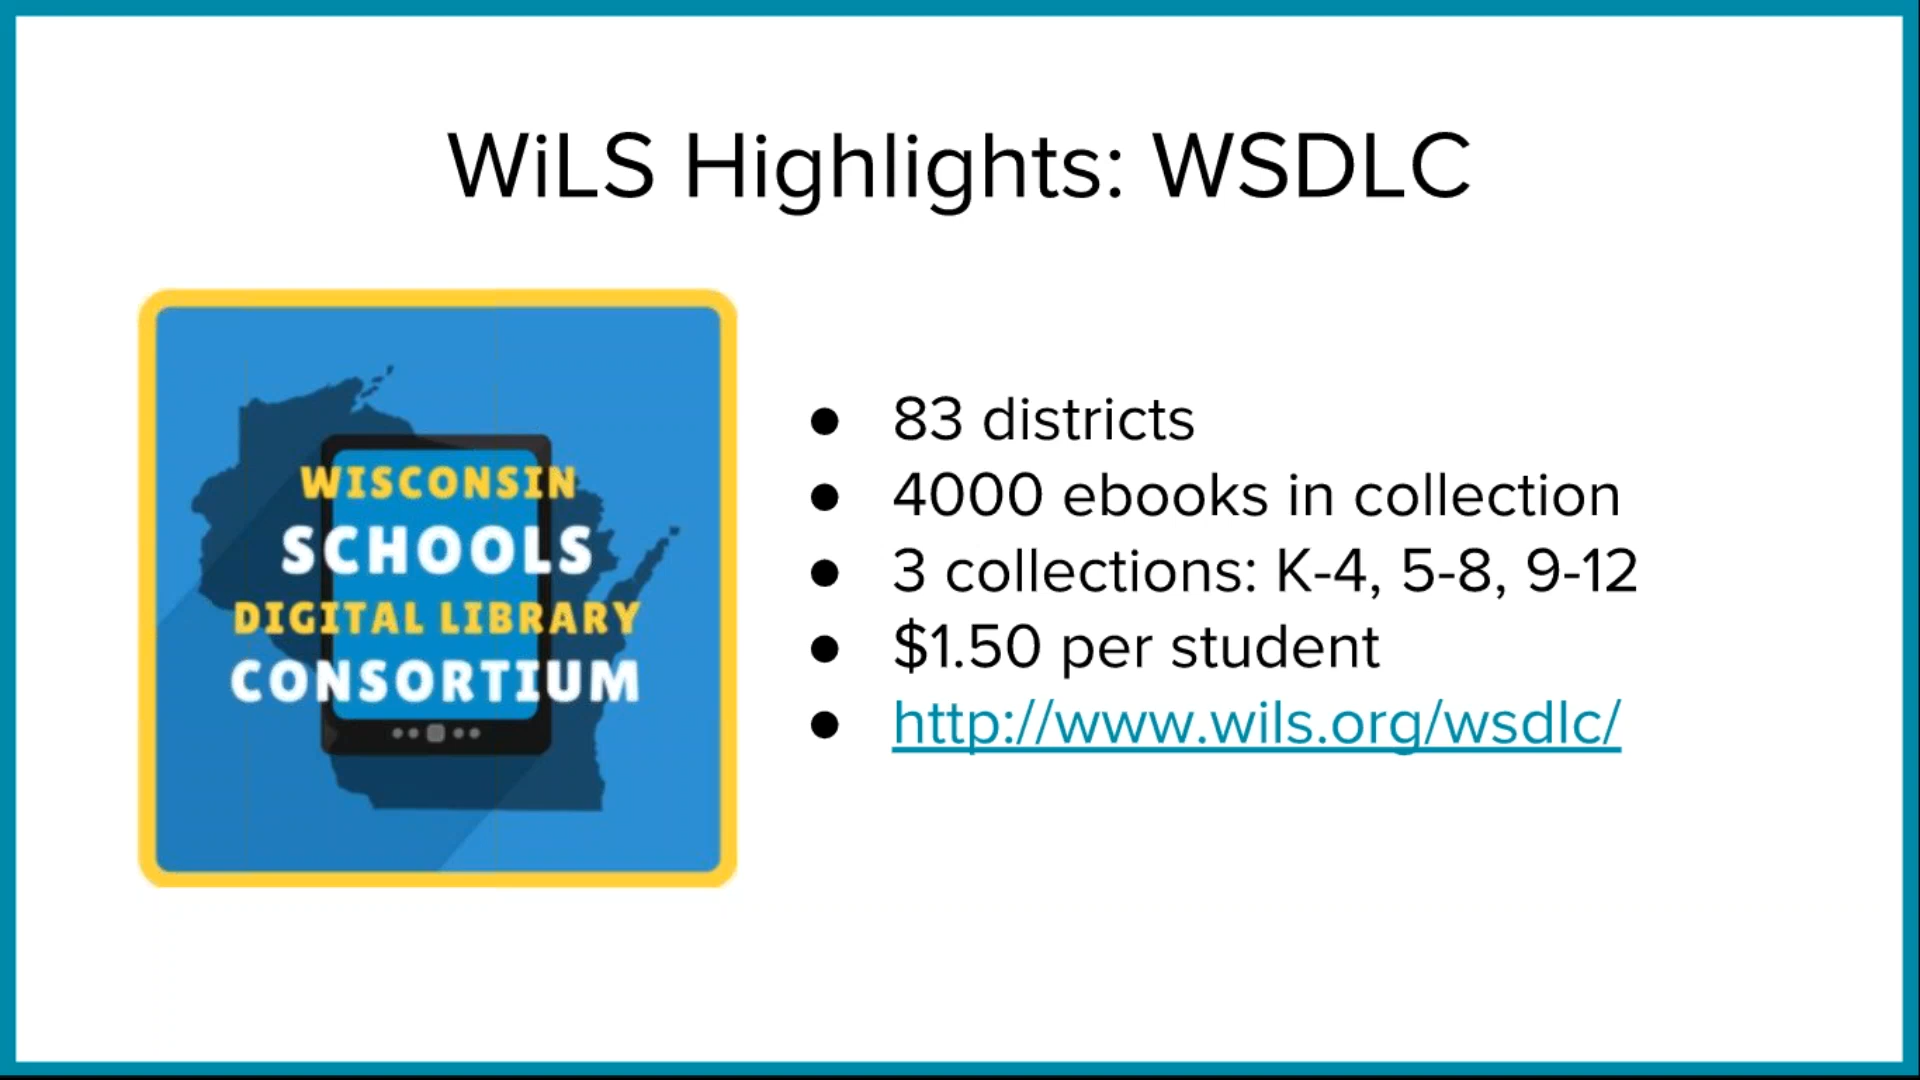 WiLS Highlights: WSDLC
WISCONSIN
SCHOOLS
DIGITAL LIBRARY
CONSORTIUM
● 83 districts
● 4000 ebooks in collection
● 3 collections: K-4, 5-8, 9-12
● $1.50 per student
● http://www.wils.org/wsdlc/